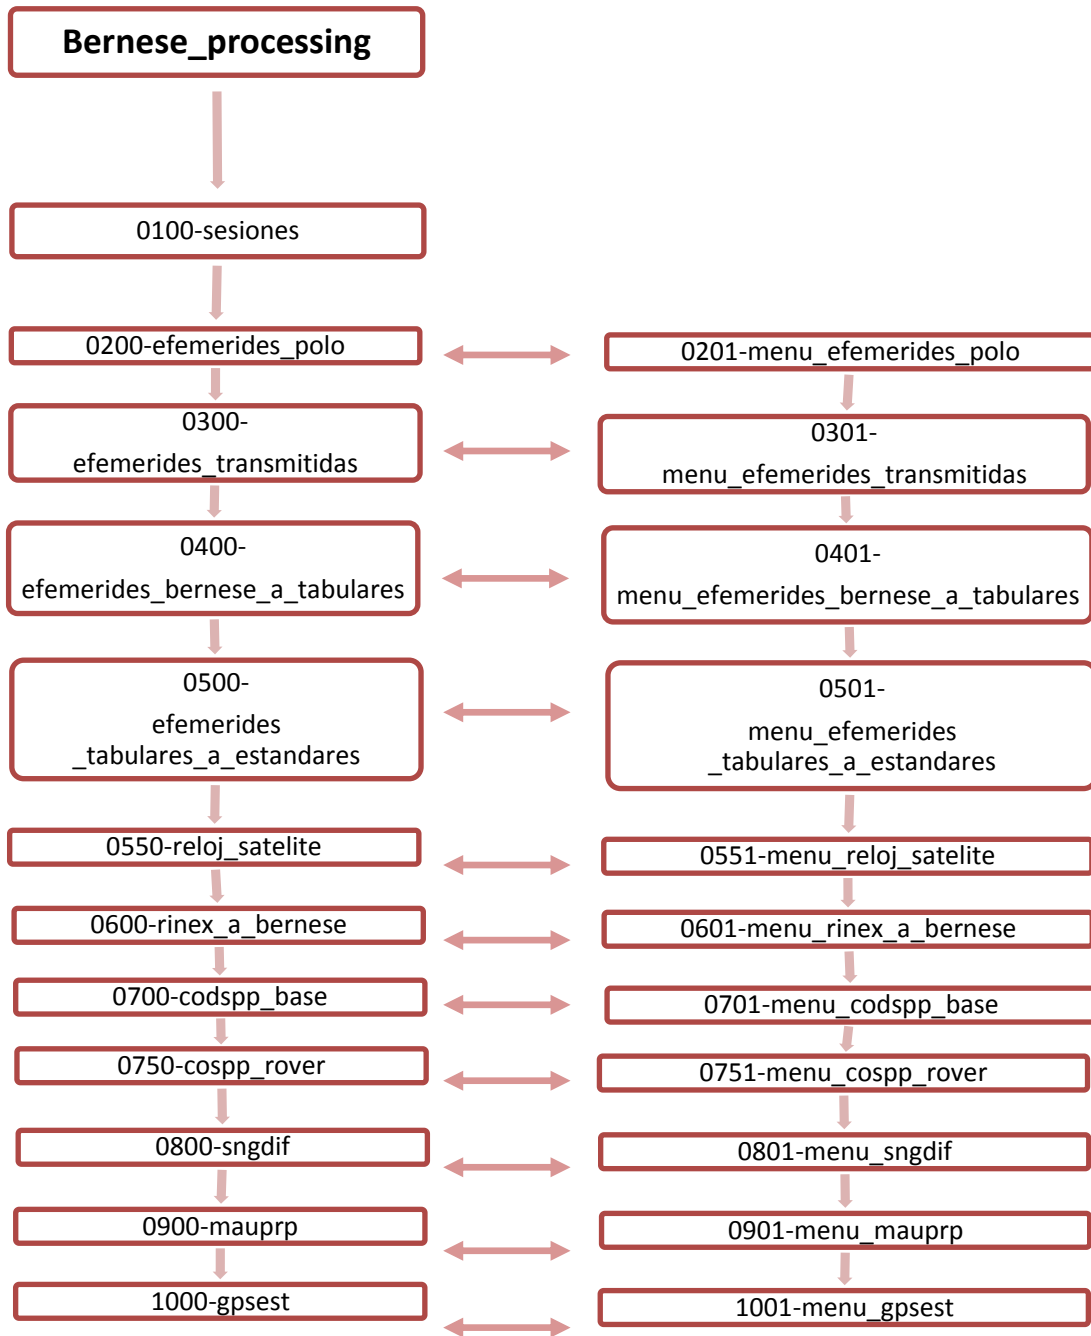 Bernese_processing
0100-sesiones
0200-efemerides_polo
0201-menu_efemerides_polo
0300-
efemerides_transmitidas
0301-
menu_efemerides_transmitidas
0400-
efemerides_bernese_a_tabulares
0401-
menu_efemerides_bernese_a_tabulares
0500-
efemerides
_tabulares_a_estandares
0501-
menu_efemerides
_tabulares_a_estandares
0550-reloj_satelite
0551-menu_reloj_satelite
0600-rinex_a_bernese
0601-menu_rinex_a_bernese
0700-codspp_base
0701-menu_codspp_base
0750-cospp_rover
0751-menu_cospp_rover
0800-sngdif
0801-menu_sngdif
0900-mauprp
0901-menu_mauprp
1000-gpsest
1001-menu_gpsest